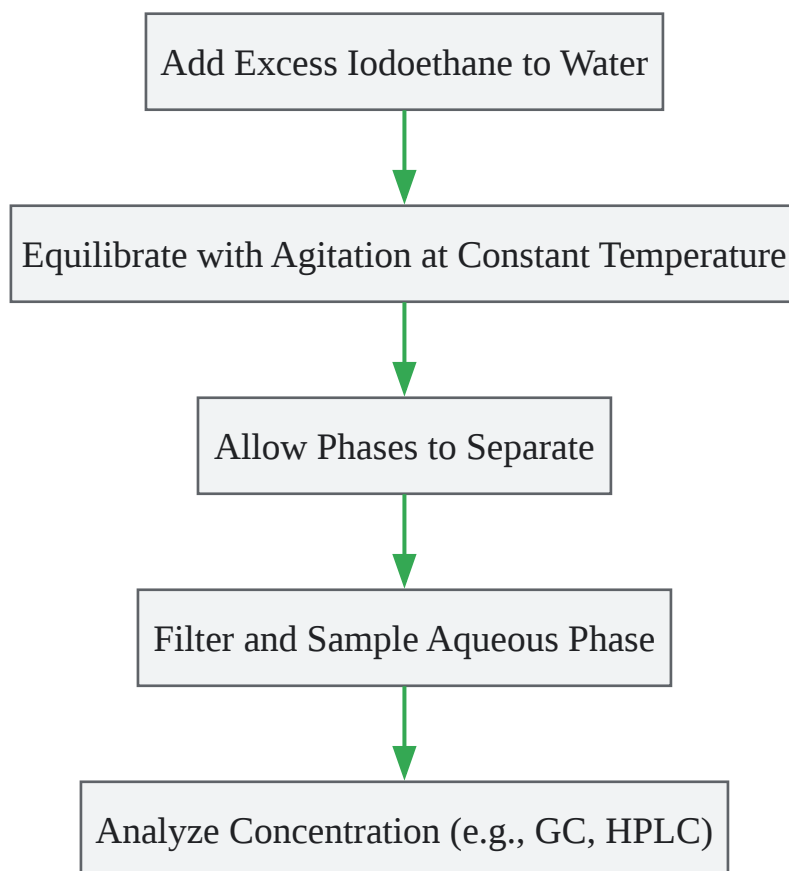 Add Excess Iodoethane to Water
Equilibrate with Agitation at Constant Temperature
Allow Phases to Separate
Filter and Sample Aqueous Phase
Analyze Concentration (e.g., GC, HPLC)